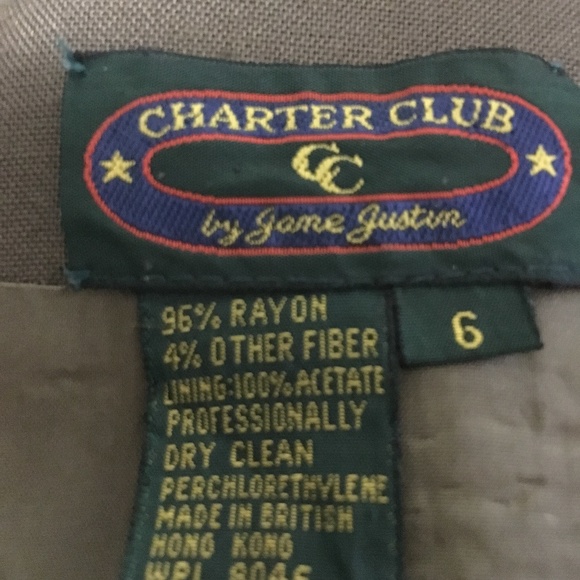 CHARTER CLUB
CC
by Jane Justin
96% RAYON
4% OTHER FIBER
LINING:100% ACETATE
PROFESSIONALLY
DRY CLEAN
PERCHLORETHYLENE
MADE IN BRITISH
HONG KONG
WPL
6